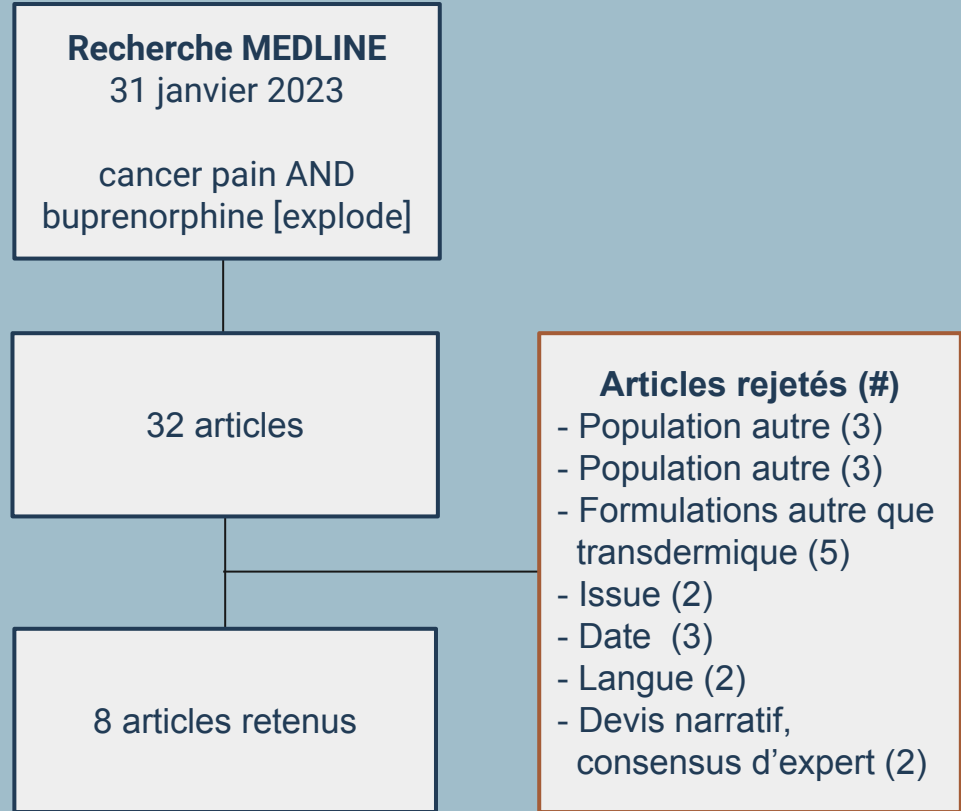 Recherche MEDLINE
31 janvier 2023
cancer pain AND
buprenorphine [explode]
32 articles
Articles rejetés (#)
- Population autre (3)
- Population autre (3)
- Formulations autre que
transdermique (5)
- Issue (2)
- Date (3)
- Langue (2)
- Devis narratif,
consensus d’expert (2)
8 articles retenus